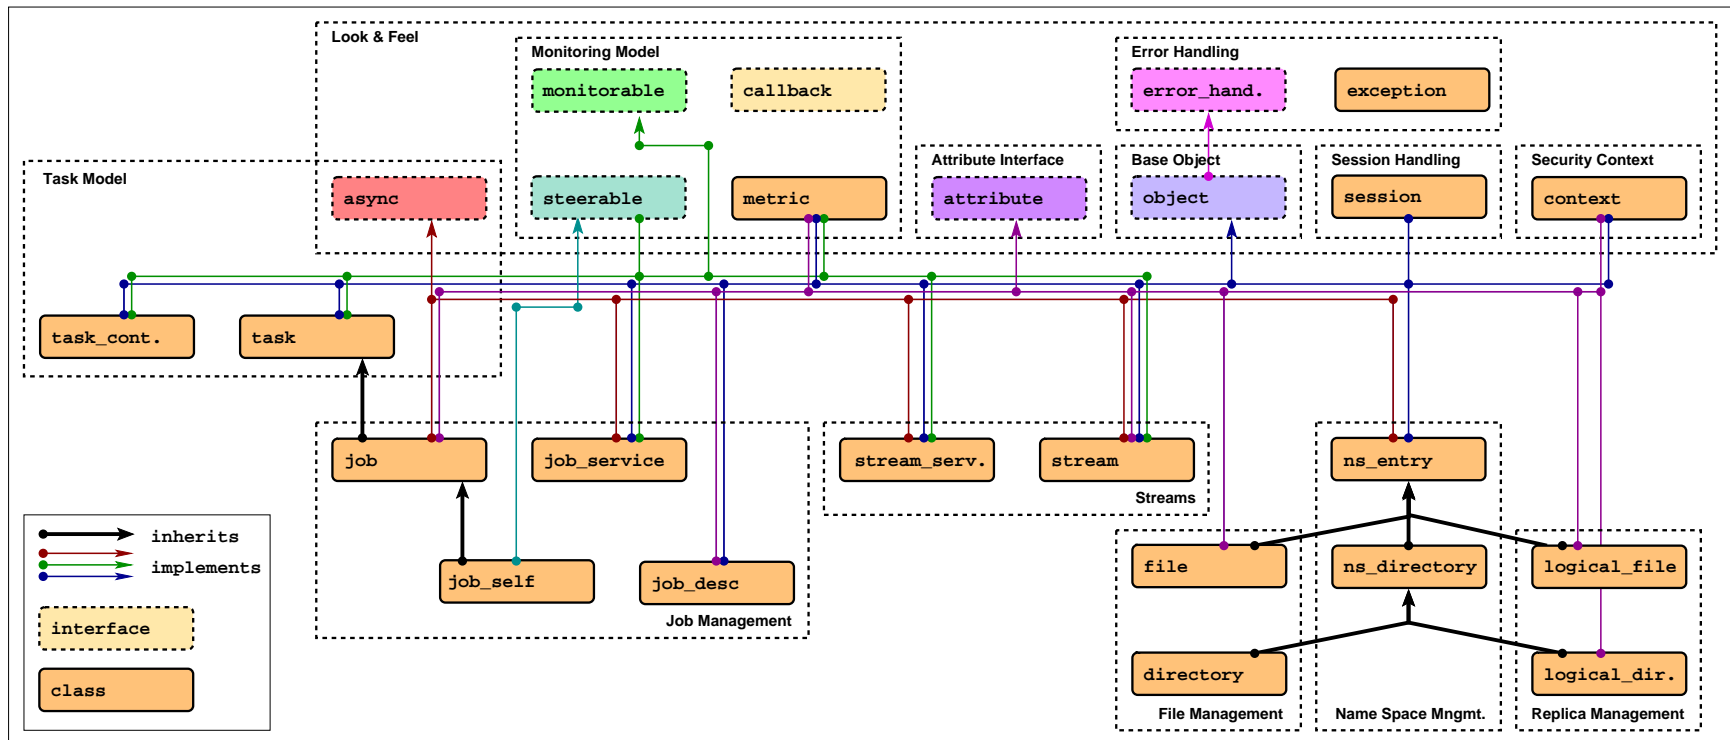 Look & Feel
Monitoring Model
Error Handling
monitorable
callback
error_hand.
exception
Task Model
Attribute Interface
Base Object
Session Handling
Security Context
async
steerable
metric
attribute
object
session
context
task_cont.
task
job
job_service
stream_serv.
stream
ns_entry
Streams
inherits
implements
interface
class
job_self
job_desc
Job Management
file
ns_directory
logical_file
directory
logical_dir.
File Management
Name Space Mngmt.
Replica Management